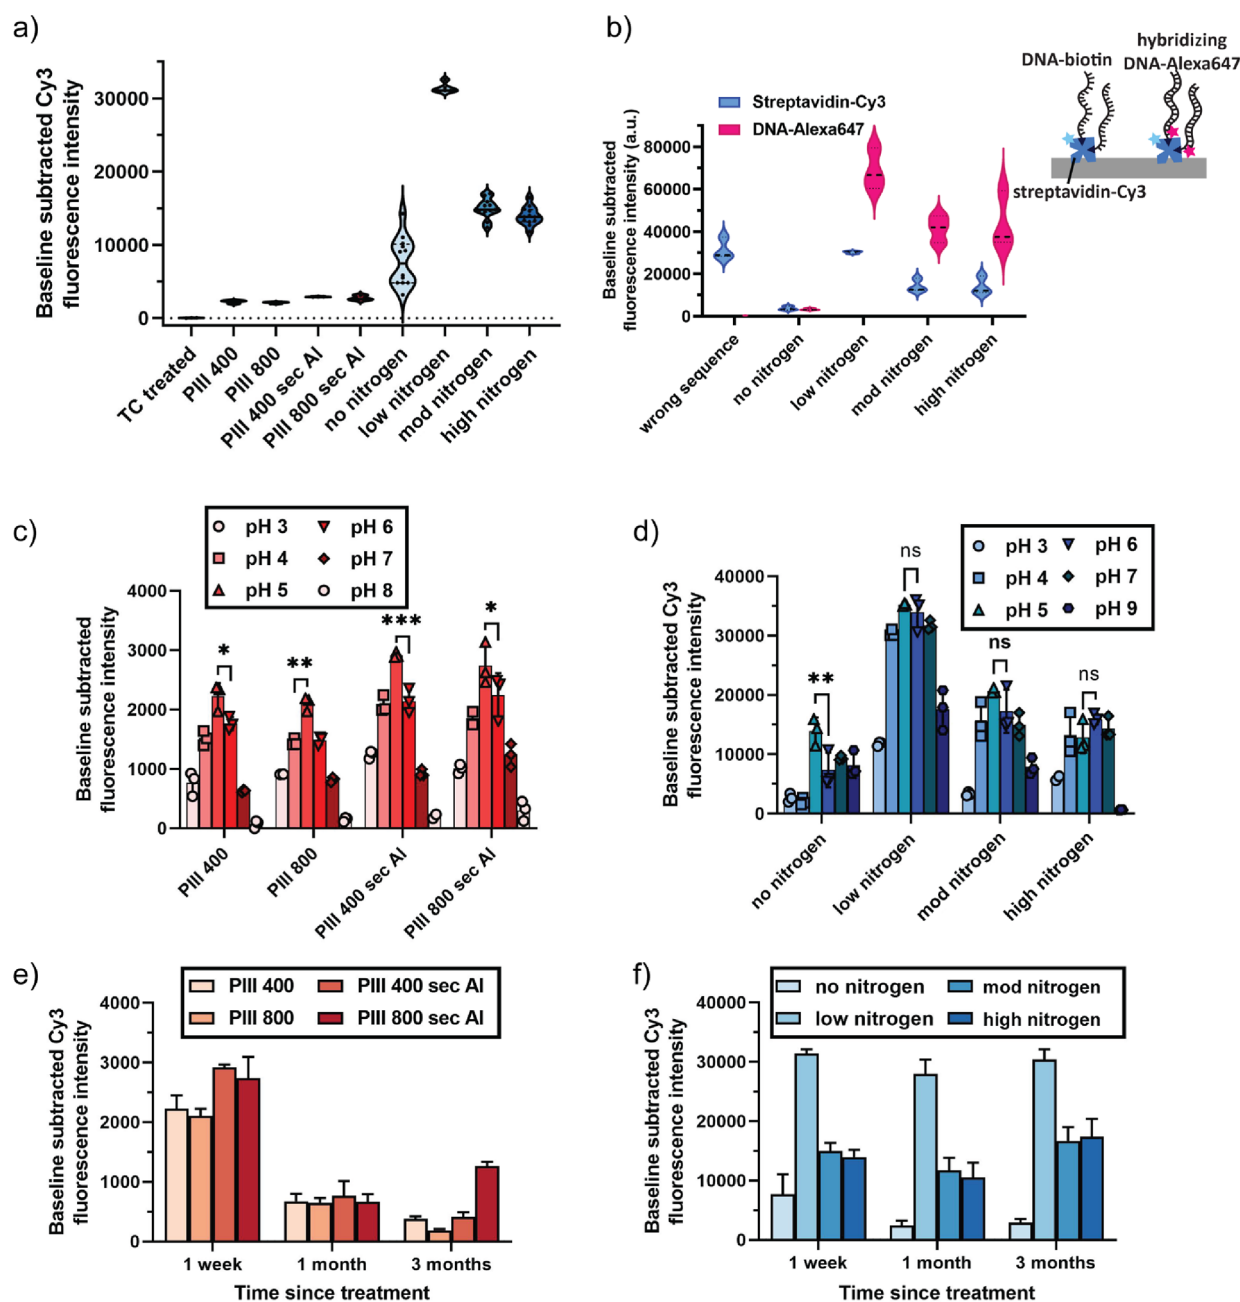 a)
Baseline subtracted Cy3
fluorescence intensity
30000
20000
10000
0
TC treated
PIII 400
PIII 800
PIII 400 sec Al
PIII 800 sec Al
no nitrogen
low nitrogen
mod nitrogen
high nitrogen
b)
Streptavidin-Cy3
DNA-Alexa647
Baseline subtracted
fluorescence intensity (a.u.)
80000
60000
40000
20000
0
wrong sequence
no nitrogen
low nitrogen
mod nitrogen
high nitrogen
DNA-biotin
hybridizing
DNA-Alexa647
streptavidin-Cy3
c)
pH 3
pH 6
pH 4
pH 7
pH 5
pH 8
Baseline subtracted
fluorescence intensity
4000
3000
2000
1000
0
*
**
***
*
PIII 400
PIII 800
PIII 400 sec Al
PIII 800 sec Al
d)
pH 3
pH 6
pH 4
pH 7
pH 5
pH 9
Baseline subtracted Cy3
fluorescence intensity
40000
30000
20000
10000
0
**
ns
ns
ns
no nitrogen
low nitrogen
mod nitrogen
high nitrogen
e)
PIII 400
PIII 400 sec Al
PIII 800
PIII 800 sec Al
Baseline subtracted Cy3
fluorescence intensity
4000
3000
2000
1000
0
1 week
1 month
3 months
Time since treatment
f)
no nitrogen
mod nitrogen
low nitrogen
high nitrogen
Baseline subtracted Cy3
fluorescence intensity
40000
30000
20000
10000
0
1 week
1 month
3 months
Time since treatment